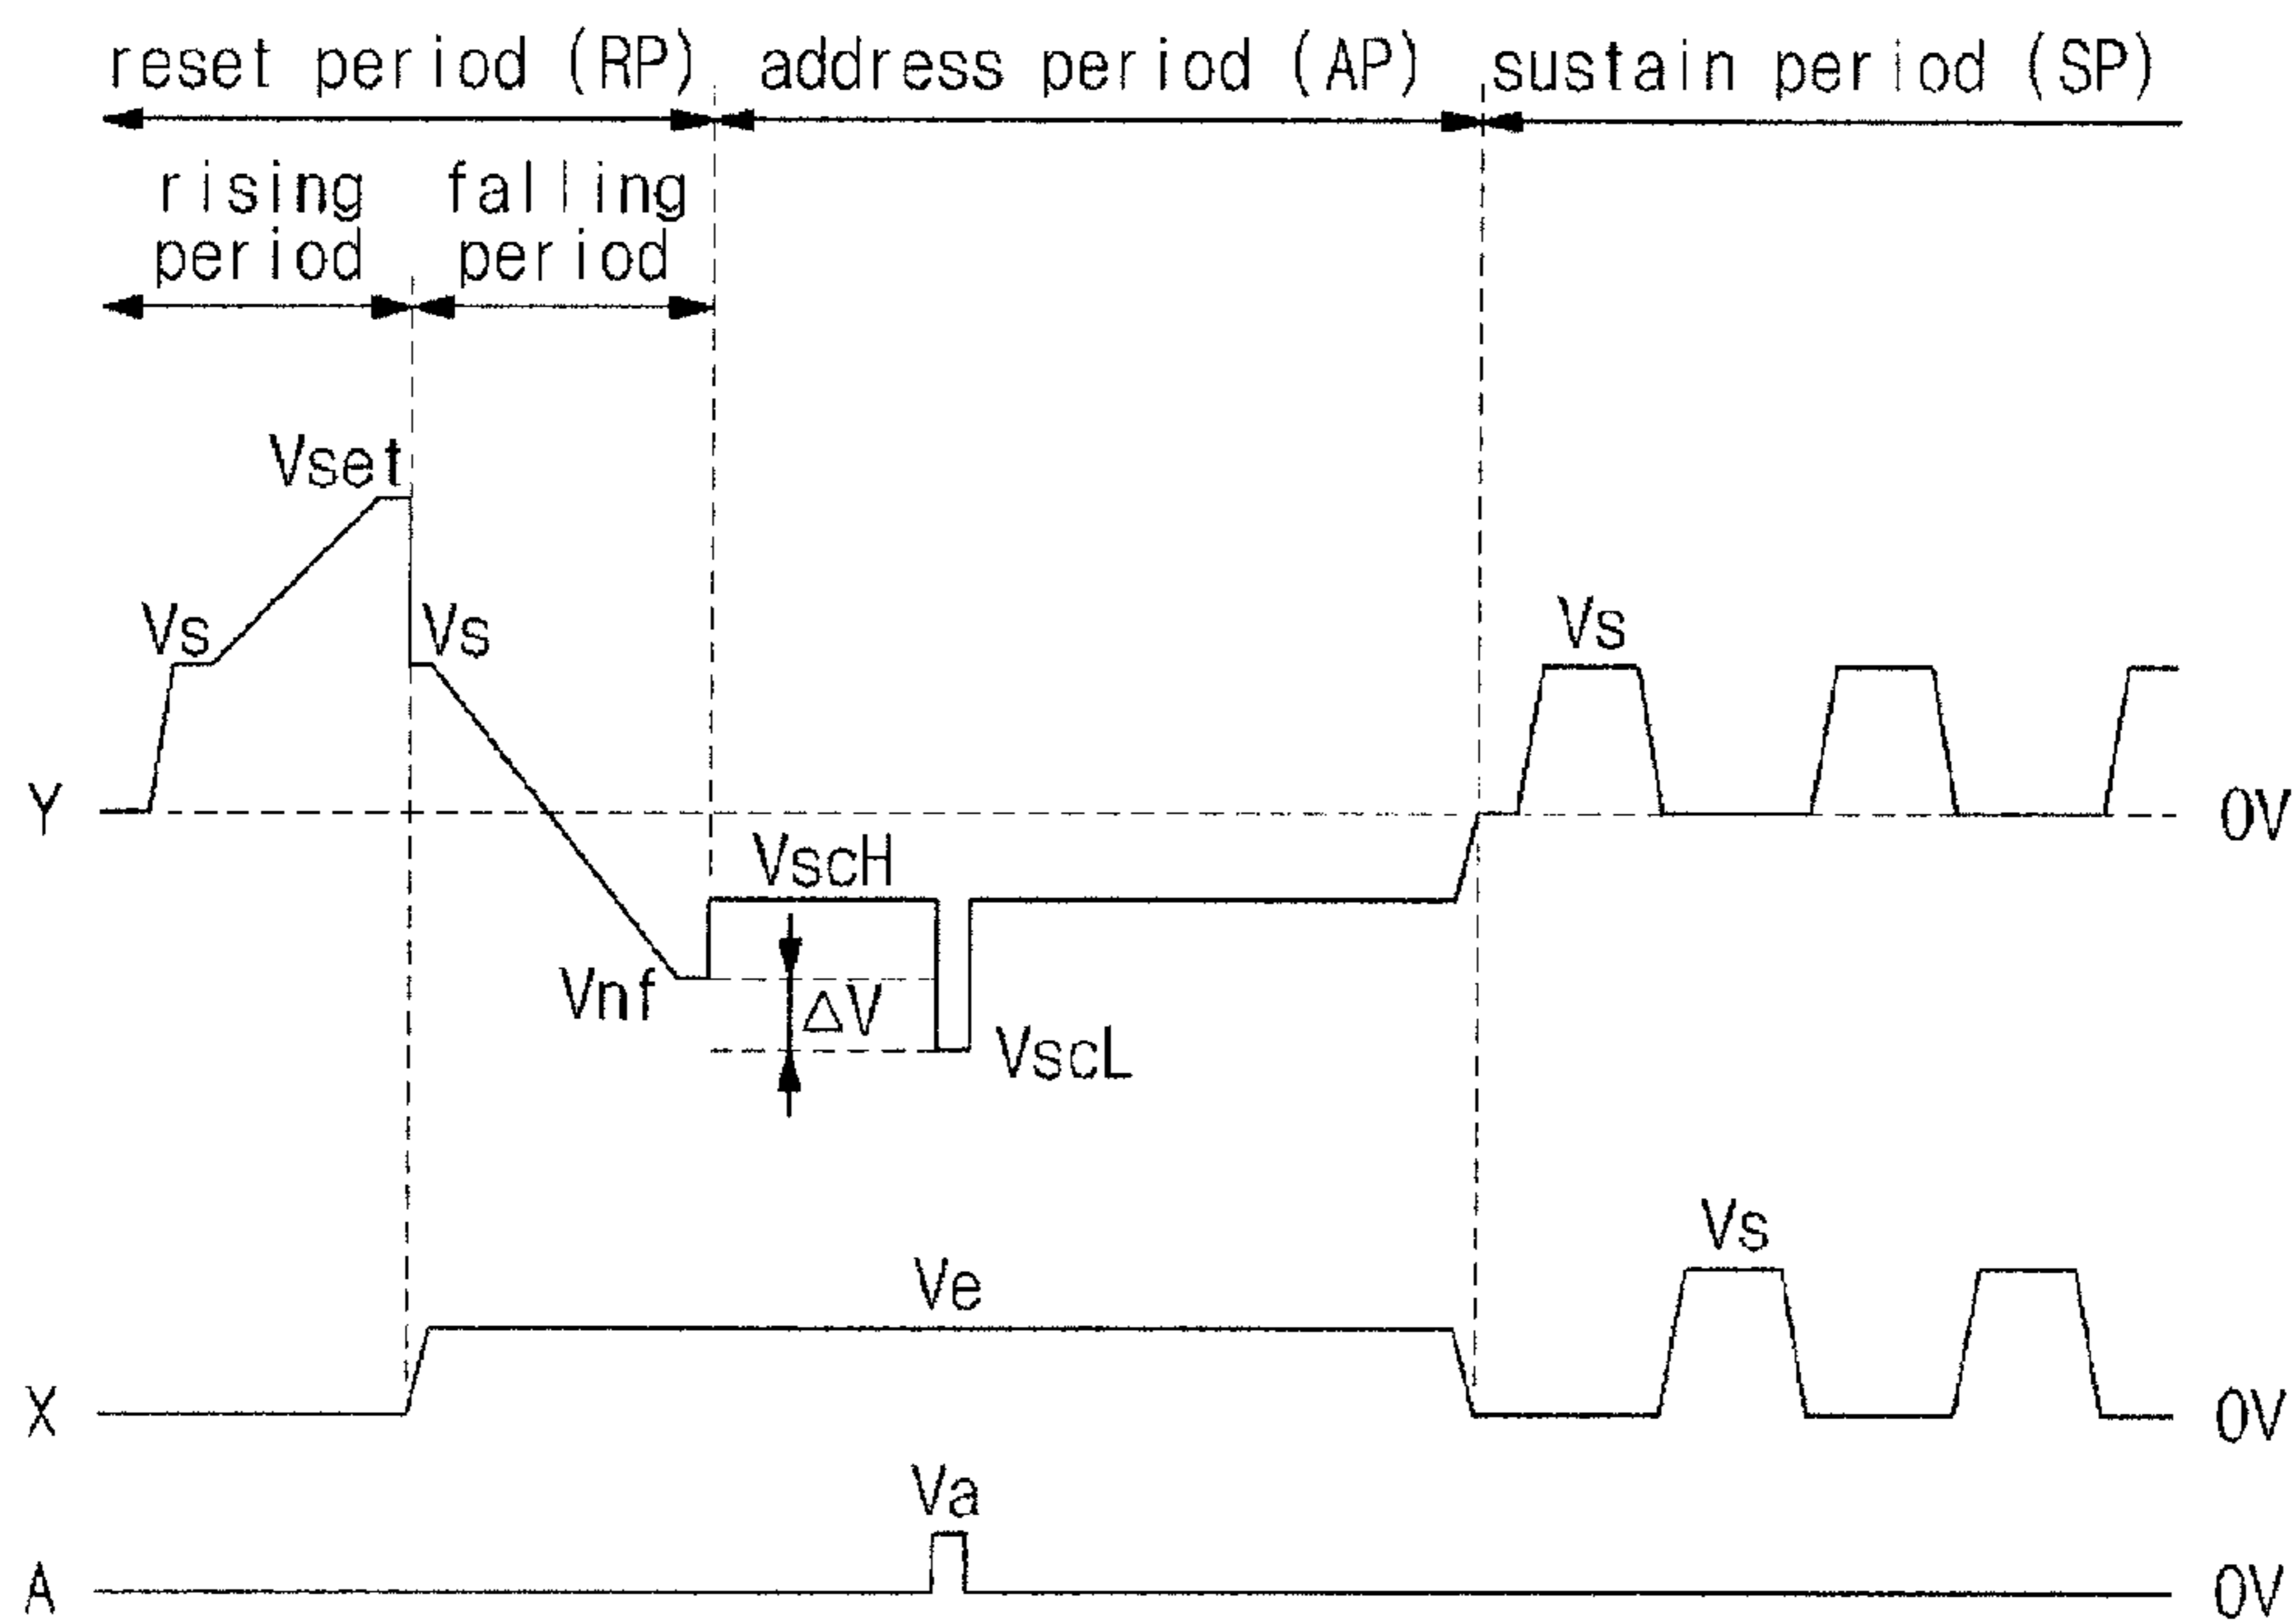 reset period (RP) address period (AP) sustain period (SP)
rising period
falling period
Vset
Vs
Vs
Vs
Y
0V
VscH
Vnf
ΔV
VscL
Vs
Ve
X
0V
Va
A
0V